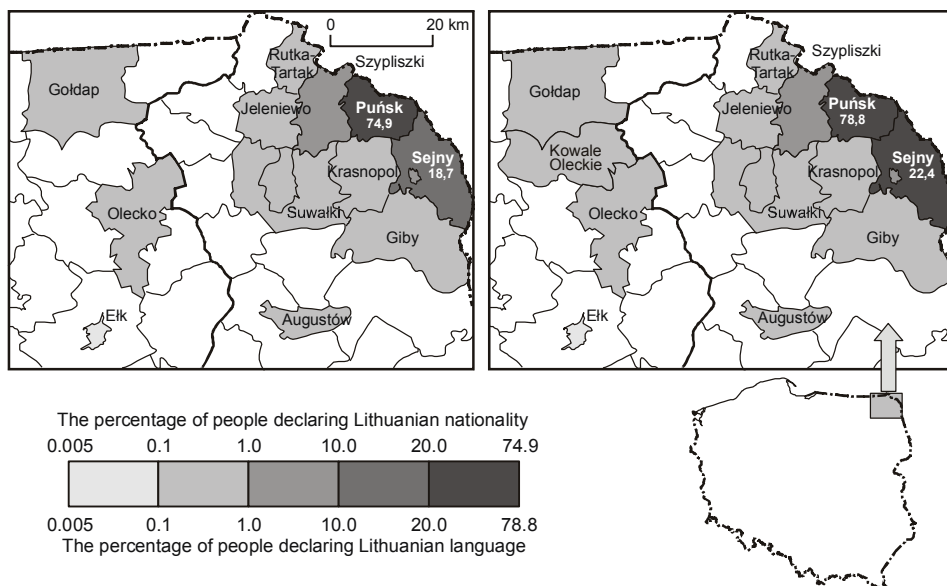 0
20 km
Rutka-
Tartak
Szypliszki
Gołdap
Jeleniewo
Puńsk
74,9
Sejny
18,7
Krasnopol
Olecko
Suwałki
Giby
Ełk
Augustów
Rutka-
Tartak
Szypliszki
Gołdap
Jeleniewo
Puńsk
78,8
Kowale
Oleckie
Sejny
22,4
Krasnopol
Olecko
Suwałki
Giby
Ełk
Augustów
2
The percentage of people declaring Lithuanian nationality
0.005 0.1 1.0 10.0 20.0 74.9
0.005 0.1 1.0 10.0 20.0 78.8
The percentage of people declaring Lithuanian language